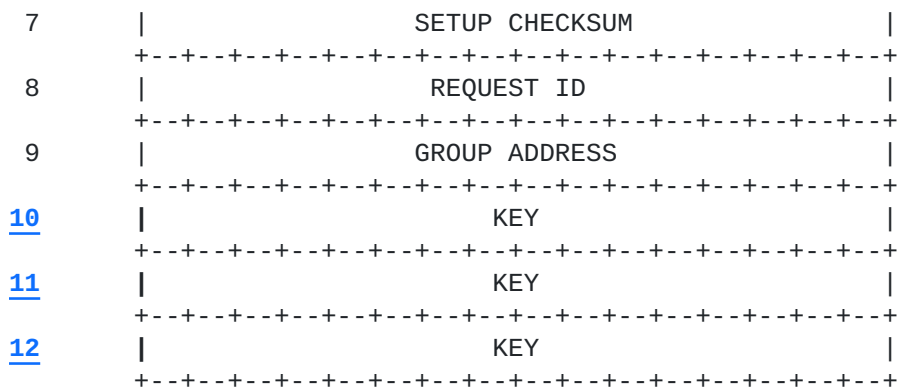 7 | SETUP CHECKSUM |
+--+--+--+--+--+--+--+--+--+--+--+--+--+--+--+--+
8 | REQUEST ID |
+--+--+--+--+--+--+--+--+--+--+--+--+--+--+--+--+
9 | GROUP ADDRESS |
+--+--+--+--+--+--+--+--+--+--+--+--+--+--+--+--+
10 | KEY |
+--+--+--+--+--+--+--+--+--+--+--+--+--+--+--+--+
11 | KEY |
+--+--+--+--+--+--+--+--+--+--+--+--+--+--+--+--+
12 | KEY |
+--+--+--+--+--+--+--+--+--+--+--+--+--+--+--+--+